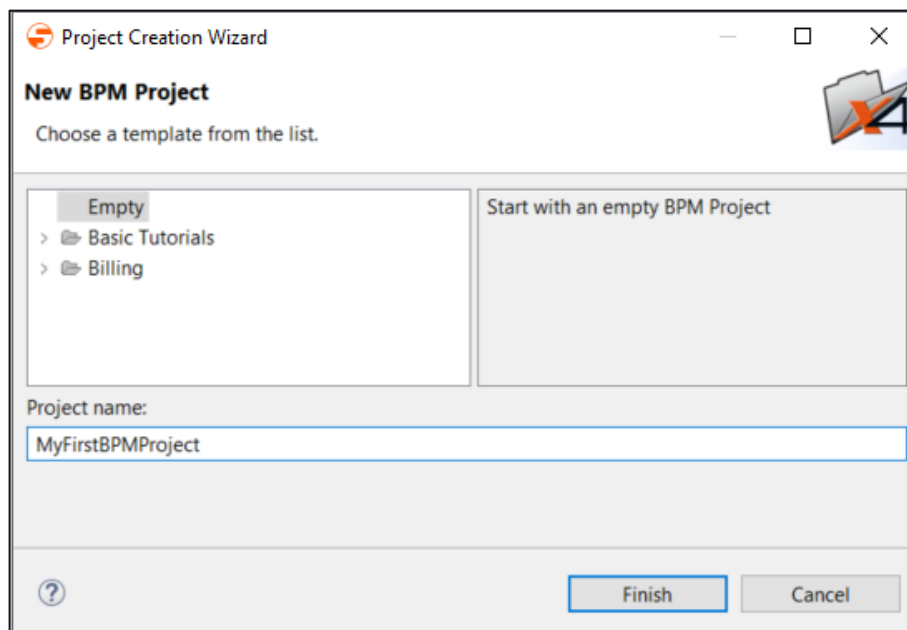 Project Creation Wizard
New BPM Project
Choose a template from the list.
X4
Empty
Basic Tutorials
Billing
Start with an empty BPM Project
Project name:
MyFirstBPMProject
?
Finish
Cancel